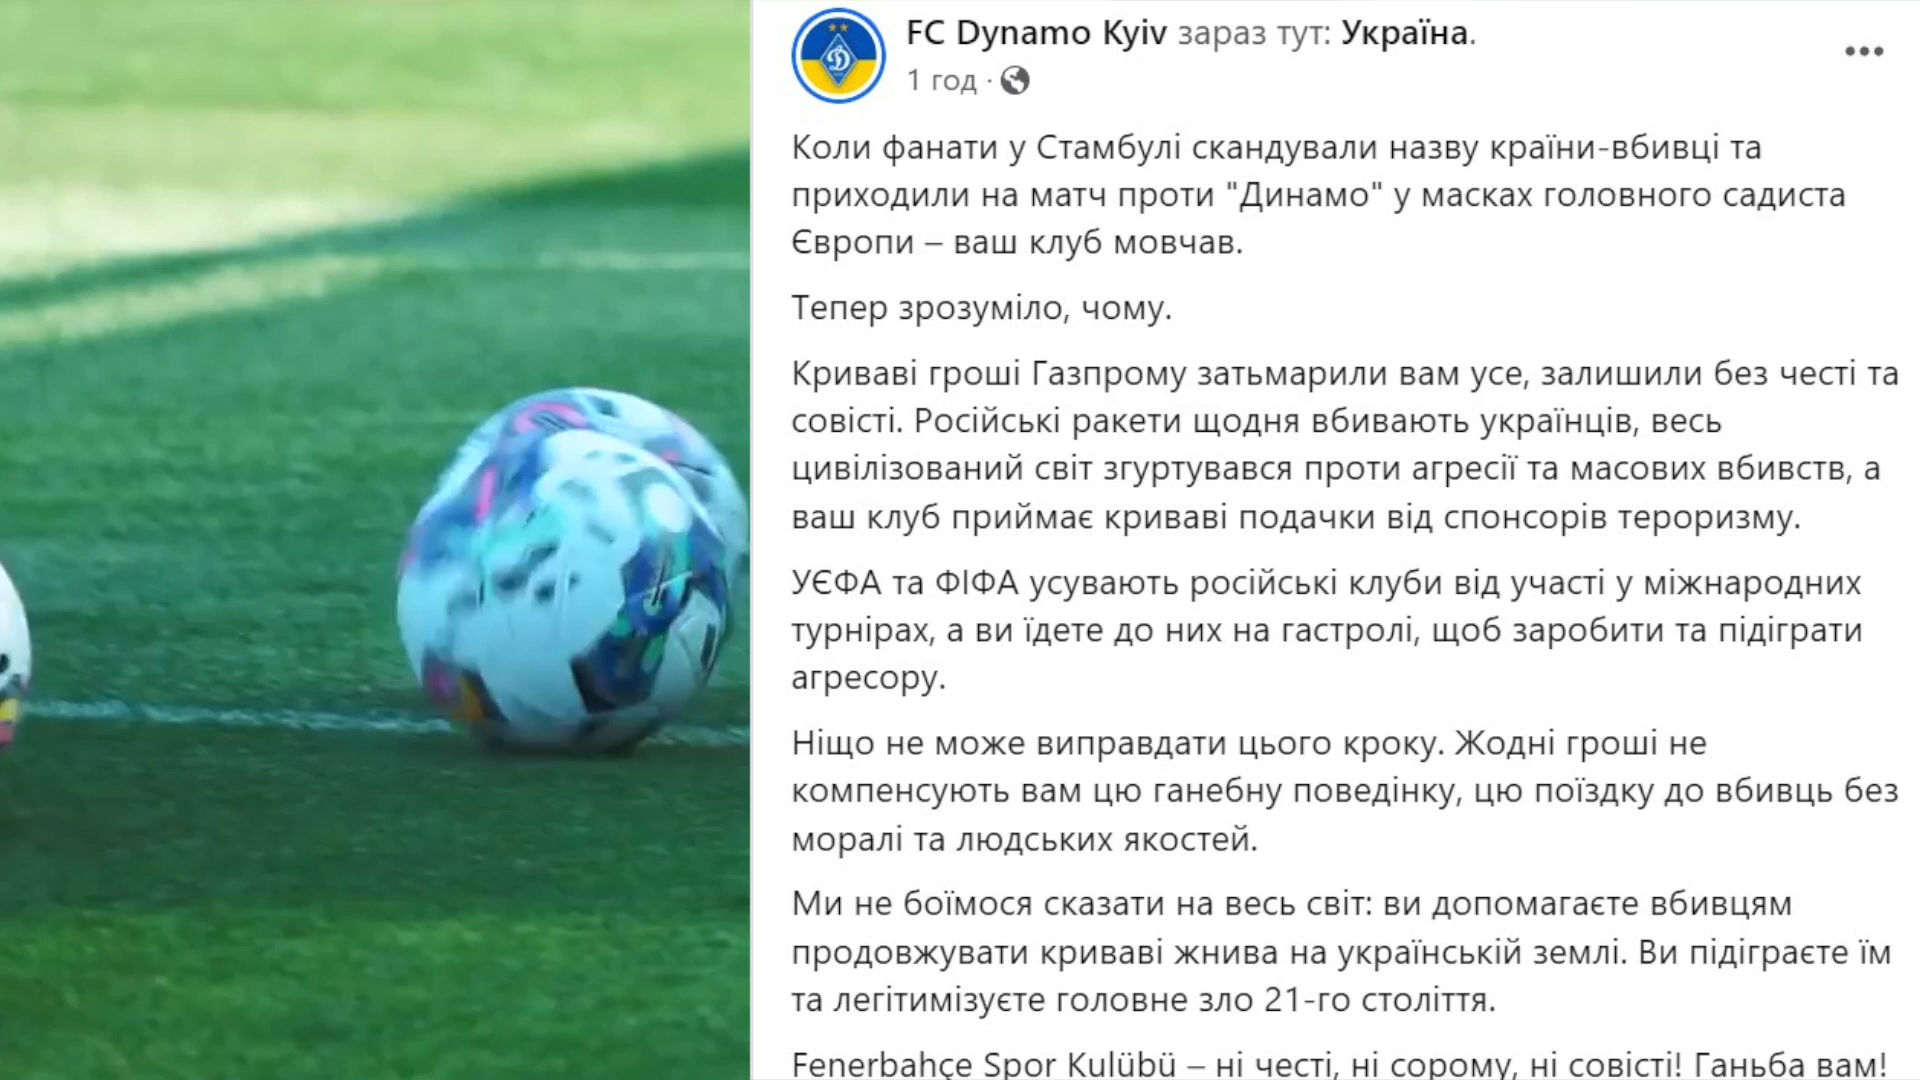 FC Dynamo Kyiv зараз тут: Україна.
1 год ·
Коли фанати у Стамбулі скандували назву країни-вбивці та
приходили на матч проти "Динамо" у масках головного садиста
Європи – ваш клуб мовчав.
Тепер зрозуміло, чому.
Криваві гроші Газпрому затьмарили вам усе, залишили без честі та
совісті. Російські ракети щодня вбивають українців, весь
цивілізований світ згуртувався проти агресії та масових вбивств, а
ваш клуб приймає криваві подачки від спонсорів тероризму.
УЄФА та ФІФА усувають російські клуби від участі у міжнародних
турнірах, а ви їдете до них на гастролі, щоб заробити та підіграти
агресору.
Ніщо не може виправдати цього кроку. Жодні гроші не
компенсують вам цю ганебну поведінку, цю поїздку до вбивць без
моралі та людських якостей.
Ми не боїмося сказати на весь світ: ви допомагаєте вбивцям
продовжувати криваві жнива на українській землі. Ви підіграєте їм
та легітимізуєте головне зло 21-го століття.
Fenerbahçe Spor Kulübü – ні честі, ні сорому, ні совісті! Ганьба вам!